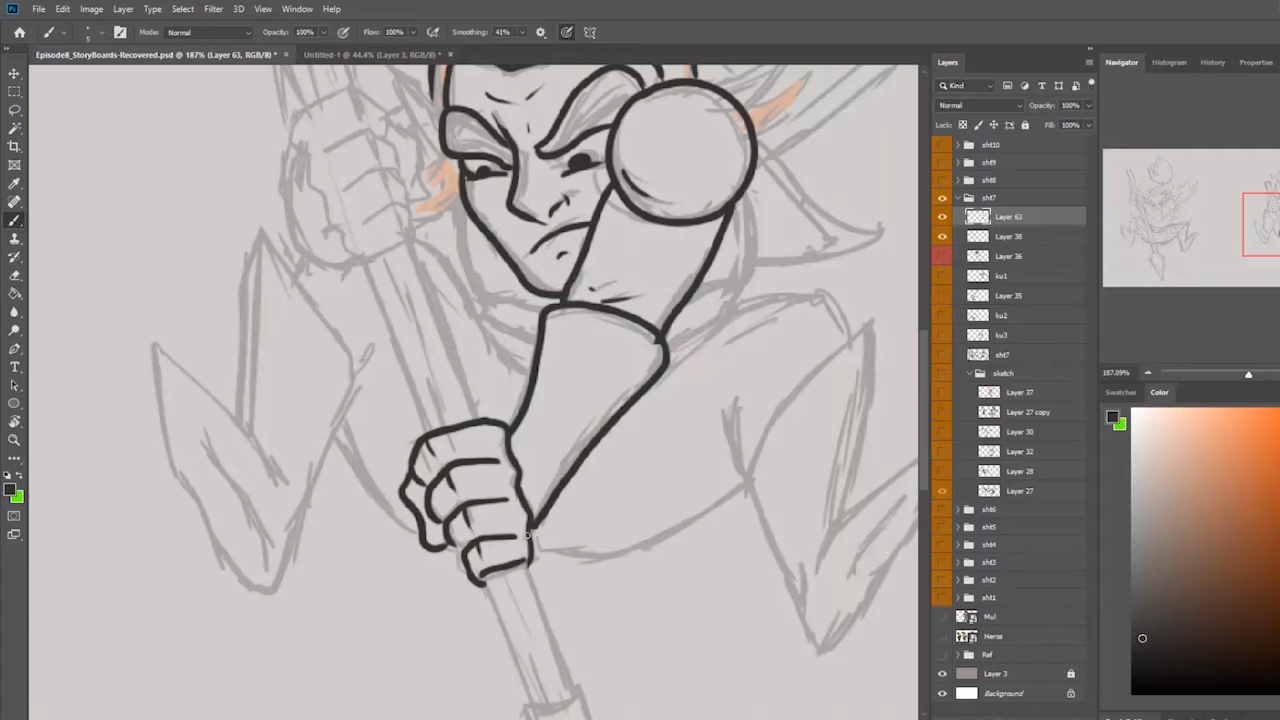 Ps File Edit Image Layer Type Select Filter 3D View Window Help
5 Mode: Normal Opacity: 100% Flow: 100% Smoothing: 41%
Episode8_StoryBoards-Recovered.psd @ 187% (Layer 63, RGB/8) * × Untitled-1 @ 44.4% (Layer 3, RGB/8) * ×
Layers
Navigator Histogram History Properties
Kind
Normal Opacity: 100%
Lock: Fill: 100%
sht10
sht9
sht8
sht7
Layer 63
Layer 38
Layer 36
ku1
Layer 35
ku2
ku3
sht7
sketch
Layer 37
Layer 27 copy
Layer 30
Layer 32
Layer 28
Layer 27
sht6
sht5
sht4
sht3
sht2
sht1
Mul
Heros
Ref
Layer 3
Background
187.09%
Swatches Color